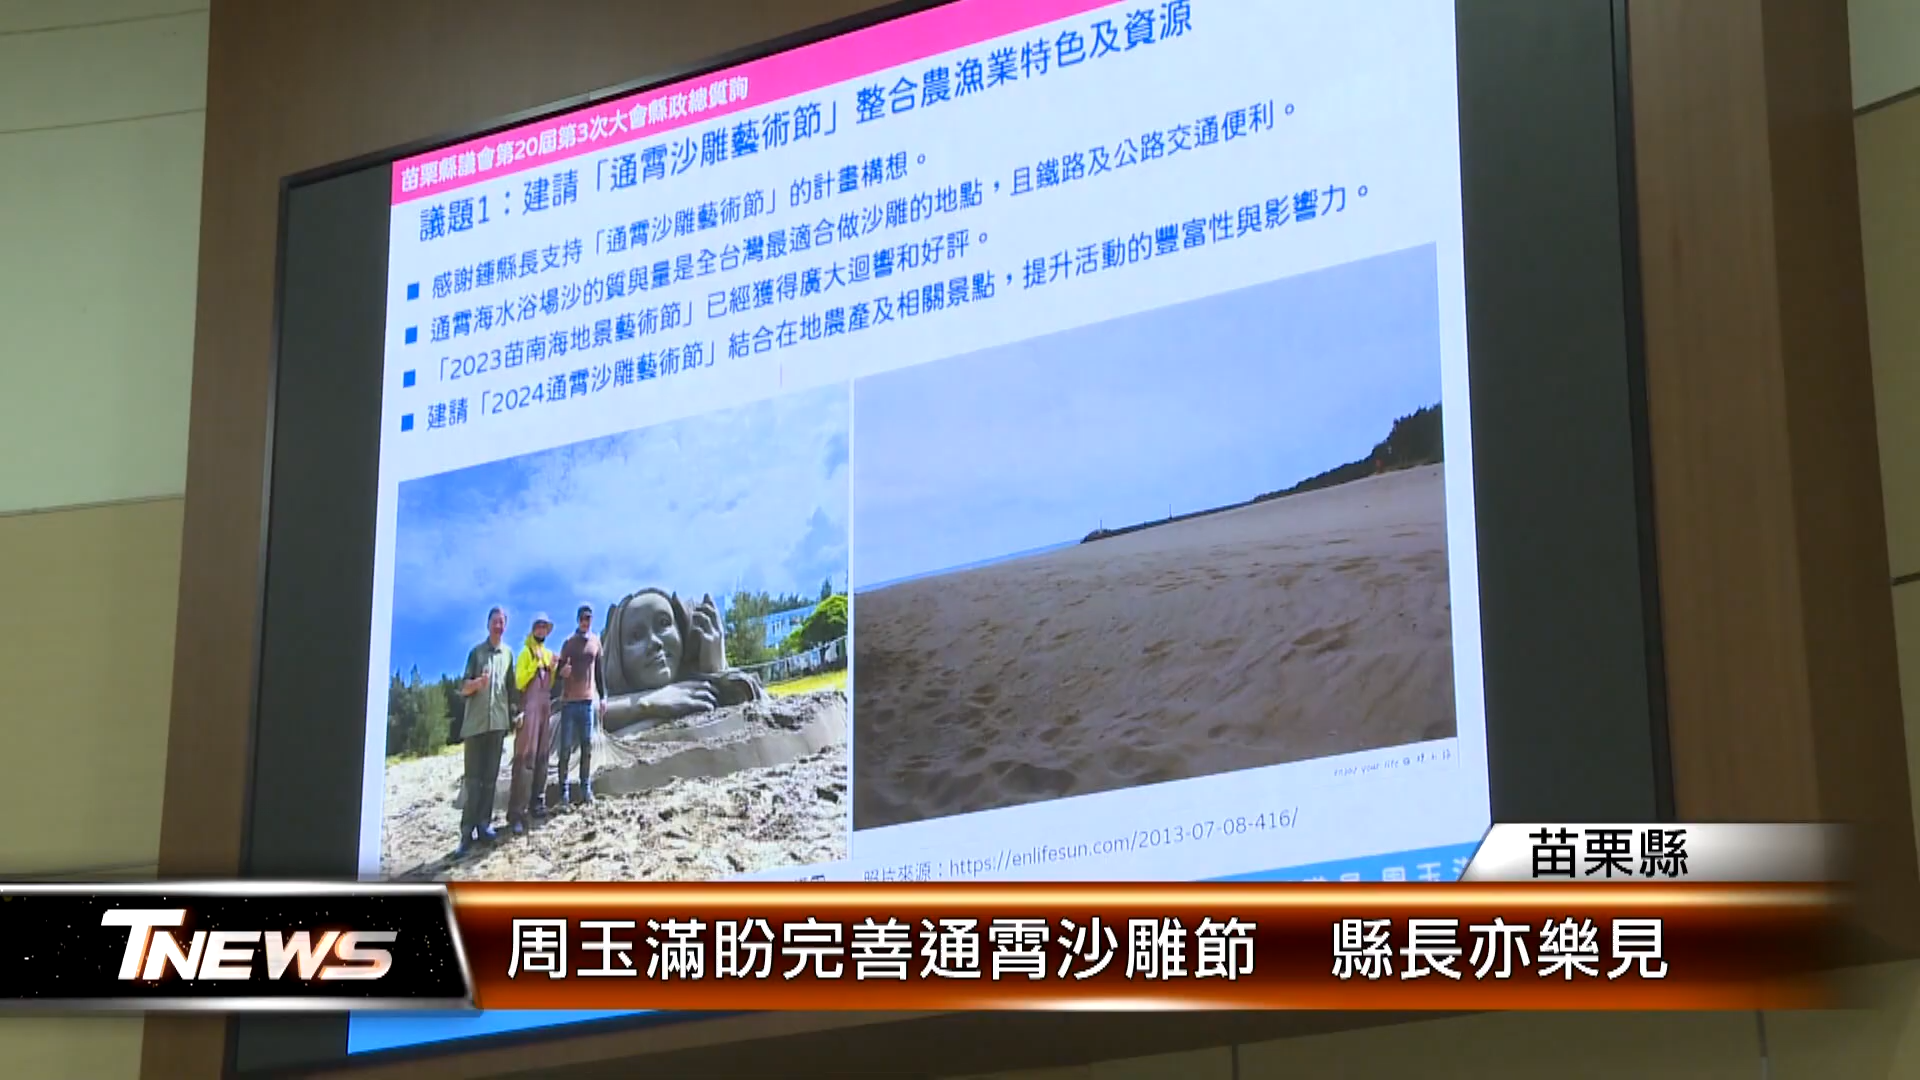 苗栗縣議會第20屆第3次大會縣政總質詢
議題1：建請「通霄沙雕藝術節」整合農漁業特色及資源
■ 感謝鍾縣長支持「通霄沙雕藝術節」的計畫構想。
■ 通霄海水浴場沙的質與量是全台灣最適合做沙雕的地點，且鐵路及公路交通便利。
■ 「2023苗南海地景藝術節」已經獲得廣大迴響和好評。
■ 建請「2024通霄沙雕藝術節」結合在地農產及相關景點，提升活動的豐富性與影響力。
enjoy your life @
照片來源：https://enlifesun.com/2013-07-08-416/
周玉
苗栗縣
TNEWS
周玉滿盼完善通霄沙雕節 縣長亦樂見